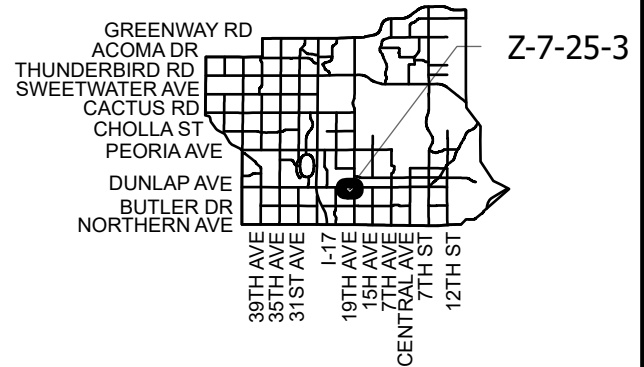 GREENWAY RD
ACOMA DR
THUNDERBIRD RD
SWEETWATER AVE
CACTUS RD
CHOLLA ST
PEORIA AVE
DUNLAP AVE
BUTLER DR
NORTHERN AVE
Z-7-25-3
39TH AVE
35TH AVE
31ST AVE
I-17
19TH AVE
15H AVE
7TH AVE
CENTRAL AVE
7TH ST
12TH ST